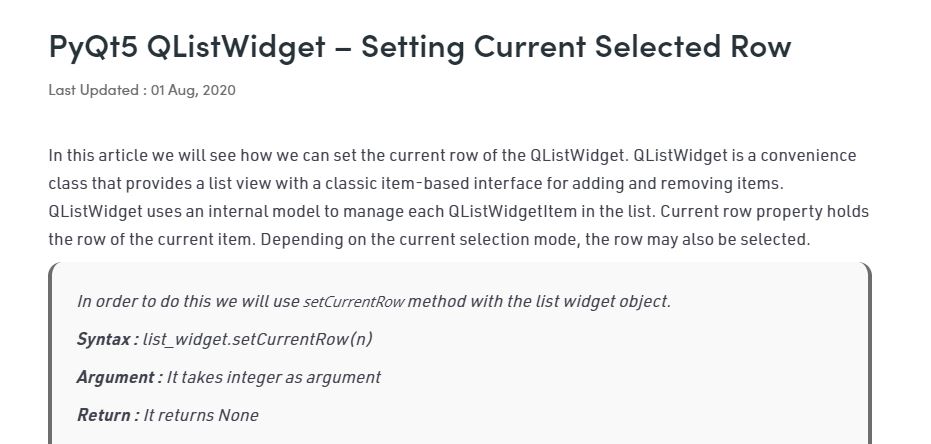 PyQt5 QListWidget – Setting Current Selected Row
Last Updated : 01 Aug, 2020
In this article we will see how we can set the current row of the QListWidget. QListWidget is a convenience
class that provides a list view with a classic item-based interface for adding and removing items.
QListWidget uses an internal model to manage each QListWidgetItem in the list. Current row property holds
the row of the current item. Depending on the current selection mode, the row may also be selected.
In order to do this we will use setCurrentRow method with the list widget object.
Syntax : list_widget.setCurrentRow(n)
Argument : It takes integer as argument
Return : It returns None